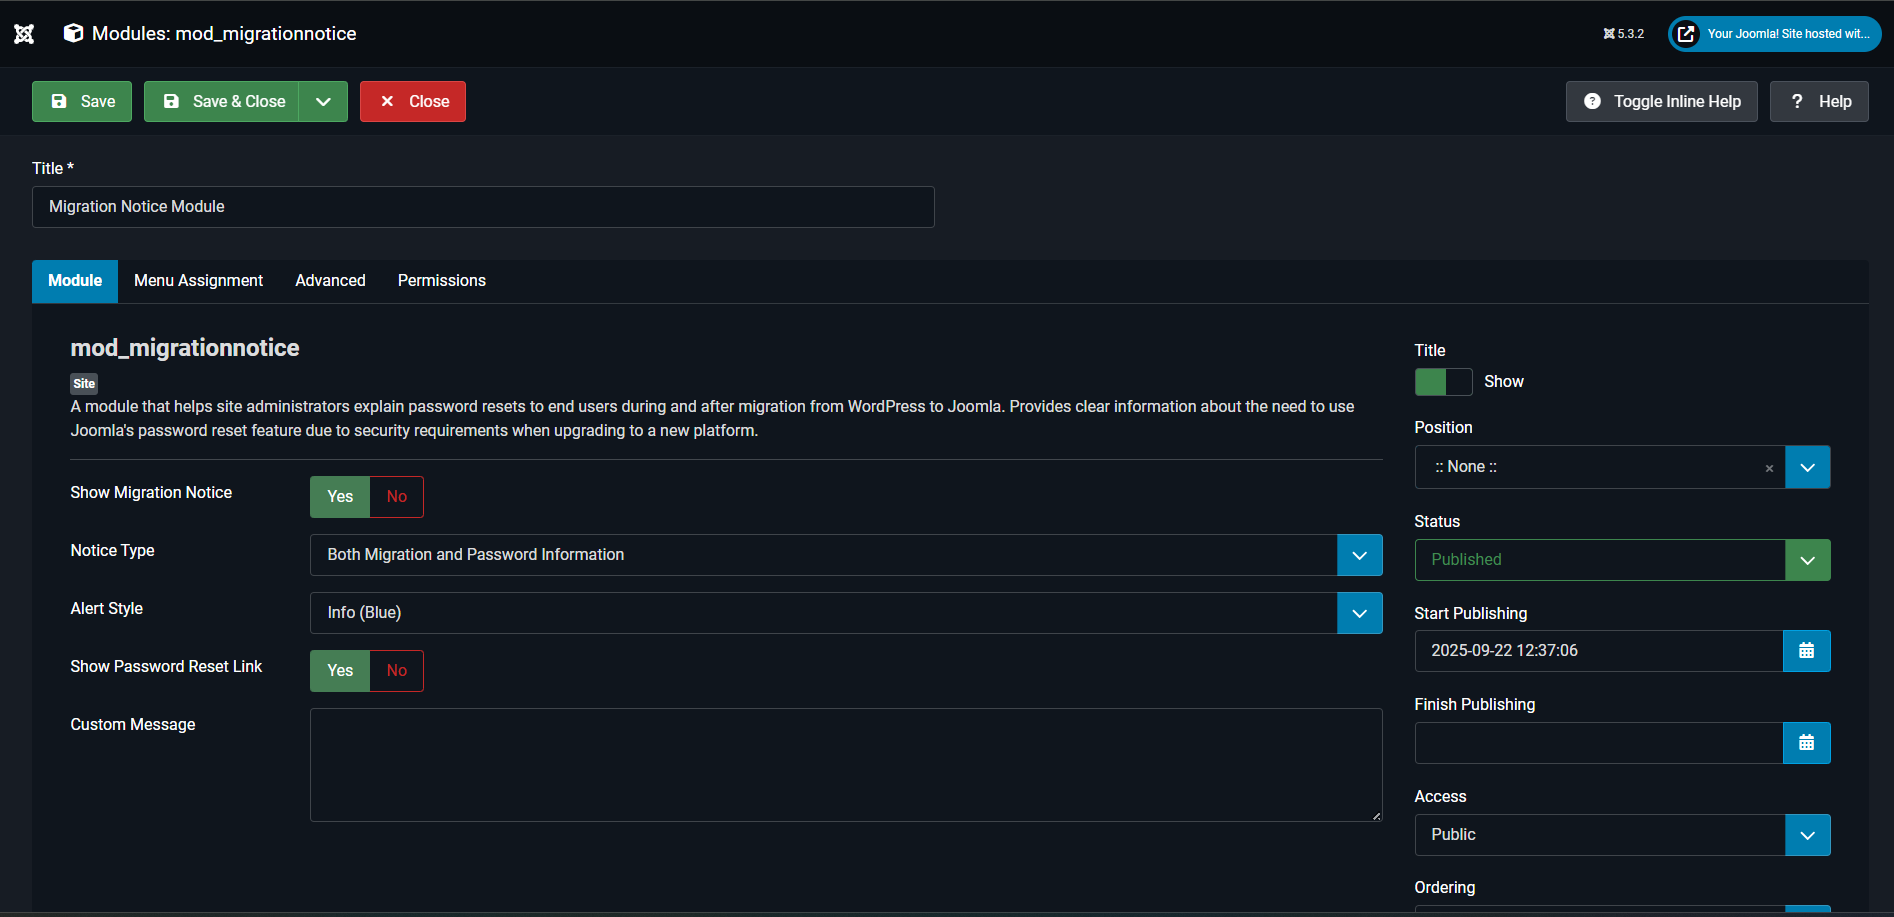 Modules: mod_migrationnotice
5.3.2
Your Joomla! Site hosted wit...
Save
Save & Close
Close
Toggle Inline Help
Help
Title *
Migration Notice Module
Module
Menu Assignment
Advanced
Permissions
mod_migrationnotice
Site
A module that helps site administrators explain password resets to end users during and after migration from WordPress to Joomla. Provides clear information about the need to use
Joomla's password reset feature due to security requirements when upgrading to a new platform.
Show Migration Notice
Yes
No
Notice Type
Both Migration and Password Information
Alert Style
Info (Blue)
Show Password Reset Link
Yes
No
Custom Message
Title
Show
Position
:: None ::
Status
Published
Start Publishing
2025-09-22 12:37:06
Finish Publishing
Access
Public
Ordering